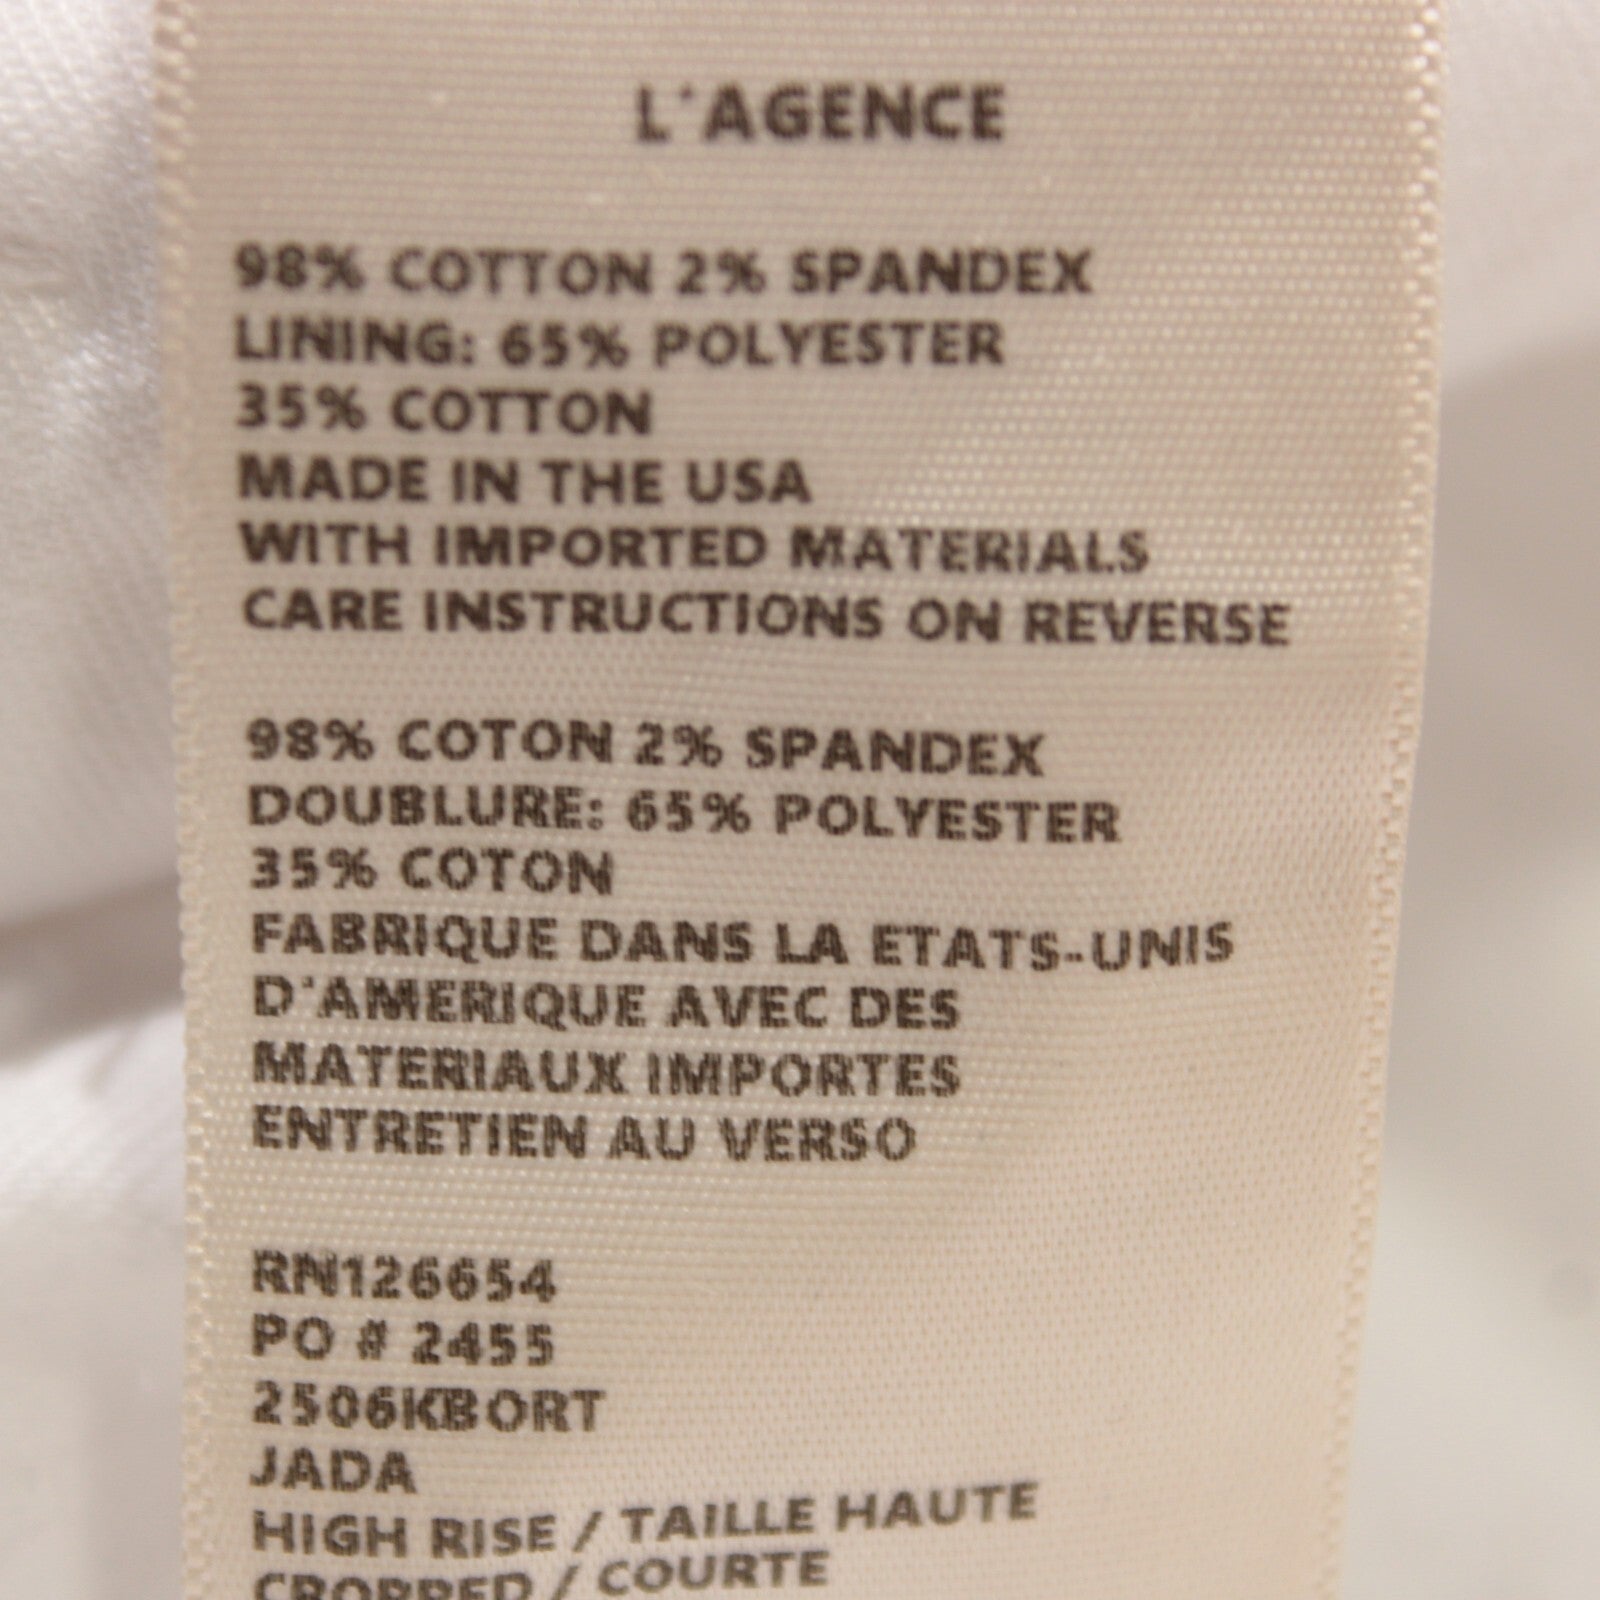 L'AGENCE
98% COTTON 2% SPANDEX
LINING: 65% POLYESTER
35% COTTON
MADE IN THE USA
WITH IMPORTED MATERIALS
CARE INSTRUCTIONS ON REVERSE
98% COTON 2% SPANDEX
DOUBLURE: 65% POLYESTER
35% COTON
FABRIQUE DANS LA ETATS-UNIS
D'AMERIQUE AVEC DES
MATERIAUX IMPORTES
ENTRETIEN AU VERSO
RN126654
PO # 2455
2506KBORT
JADA
HIGH RISE / TAILLE HAUTE
CROPPED / COURTE